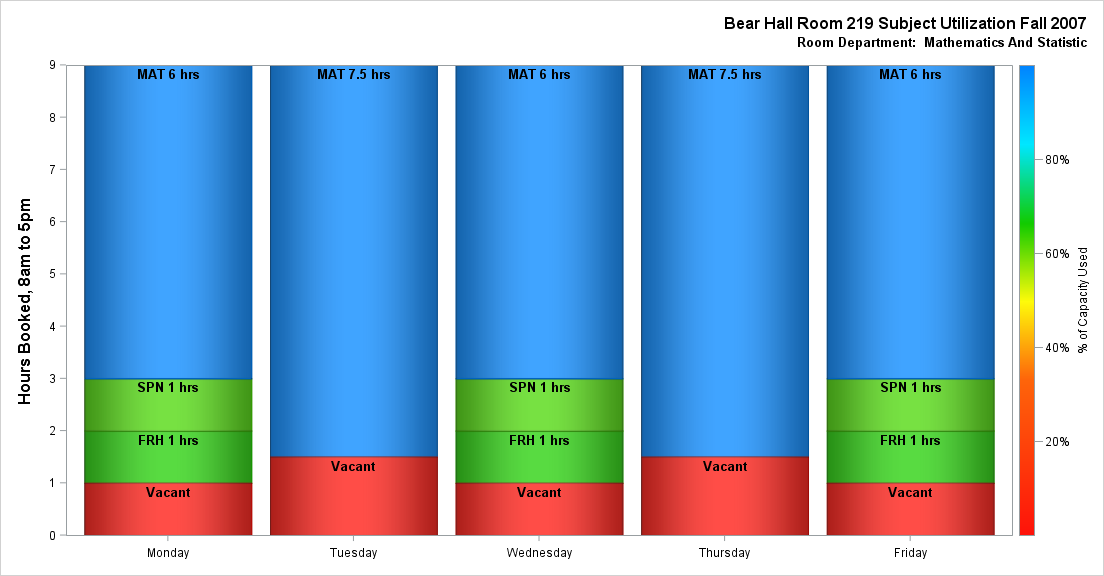 Bear Hall Room 219 Subject Utilization Fall 2007
Room Department:  Mathematics And Statistic
Hours Booked, 8am to 5pm
9
8
7
6
5
4
3
2
1
0
MAT 6 hrs
SPN 1 hrs
FRH 1 hrs
Vacant
MAT 7.5 hrs
Vacant
MAT 6 hrs
SPN 1 hrs
FRH 1 hrs
Vacant
MAT 7.5 hrs
Vacant
MAT 6 hrs
SPN 1 hrs
FRH 1 hrs
Vacant
Monday
Tuesday
Wednesday
Thursday
Friday
80%
60%
40%
20%
% of Capacity Used